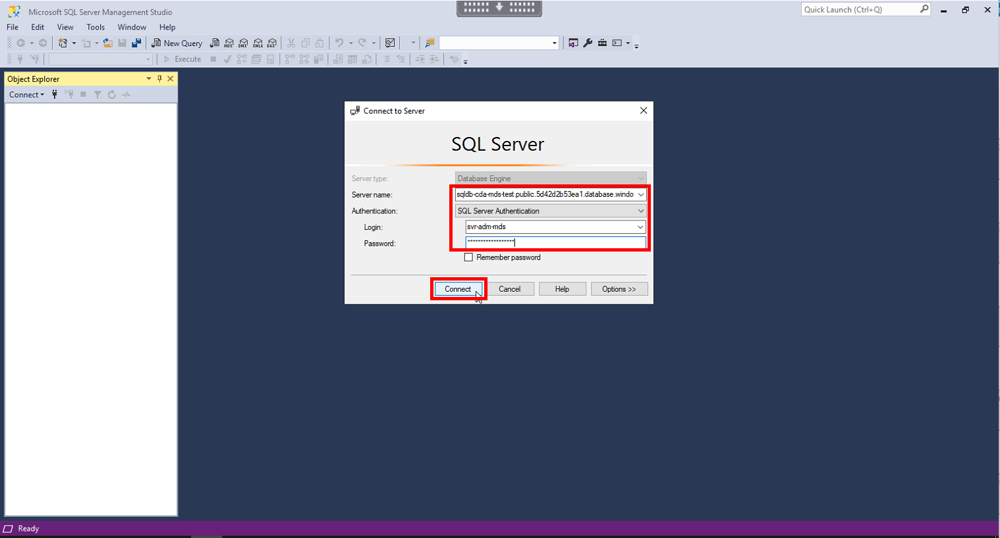 Microsoft SQL Server Management Studio
Quick Launch (Ctrl+Q)
File Edit View Tools Window Help
New Query
MDX DMX XMLA DAX
Execute
Object Explorer
Connect
Connect to Server
SQL Server
Server type: Database Engine
Server name: sqldb-cda-mds-test.public.5d42d2b53ea1.database.windo
Authentication: SQL Server Authentication
Login: svr-adm-mds
Password: ******************
Remember password
Connect Cancel Help Options >>
Ready